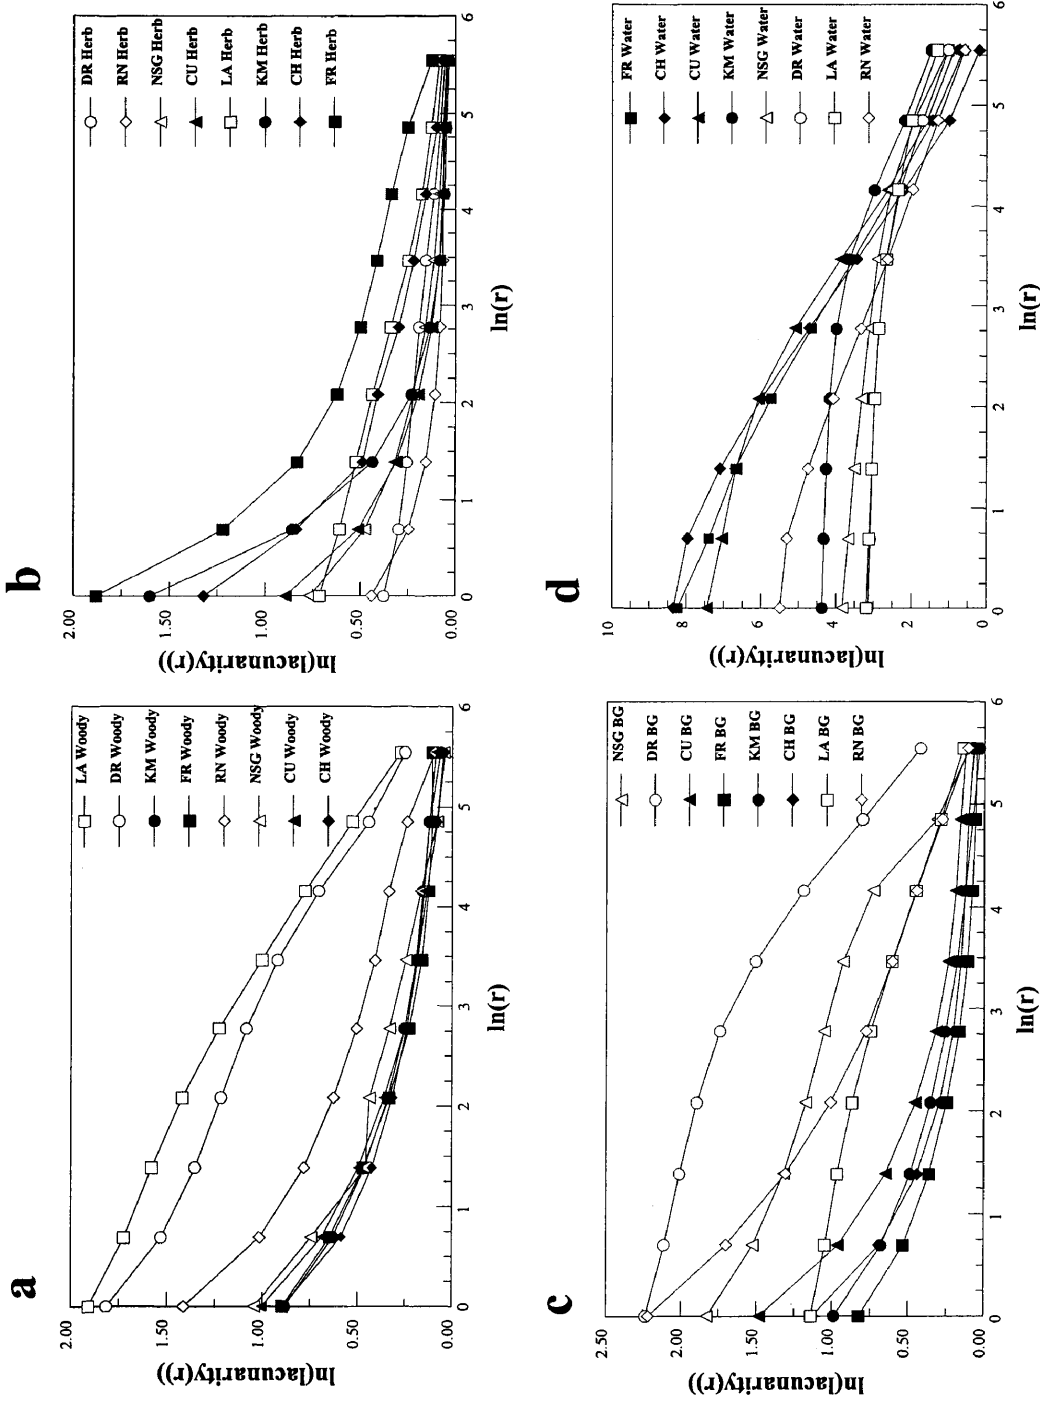 a
LA Woody
DR Woody
KM Woody
FR Woody
RN Woody
NSG Woody
CU Woody
CH Woody
2.00
1.50
1.00
0.50
0.00
ln(lacunarity(r))
0
1
2
3
4
5
6
ln(r)
b
DR Herb
RN Herb
NSG Herb
CU Herb
LA Herb
KM Herb
CH Herb
FR Herb
2.00
1.50
1.00
0.50
0.00
ln(lacunarity(r))
0
1
2
3
4
5
6
ln(r)
c
NSG BG
DR BG
CU BG
FR BG
KM BG
CH BG
LA BG
RN BG
2.50
2.00
1.50
1.00
0.50
0.00
ln(lacunarity(r))
0
1
2
3
4
5
6
ln(r)
d
FR Water
CH Water
CU Water
KM Water
NSG Water
DR Water
LA Water
RN Water
10
8
6
4
2
0
ln(lacunarity(r))
0
1
2
3
4
5
6
ln(r)